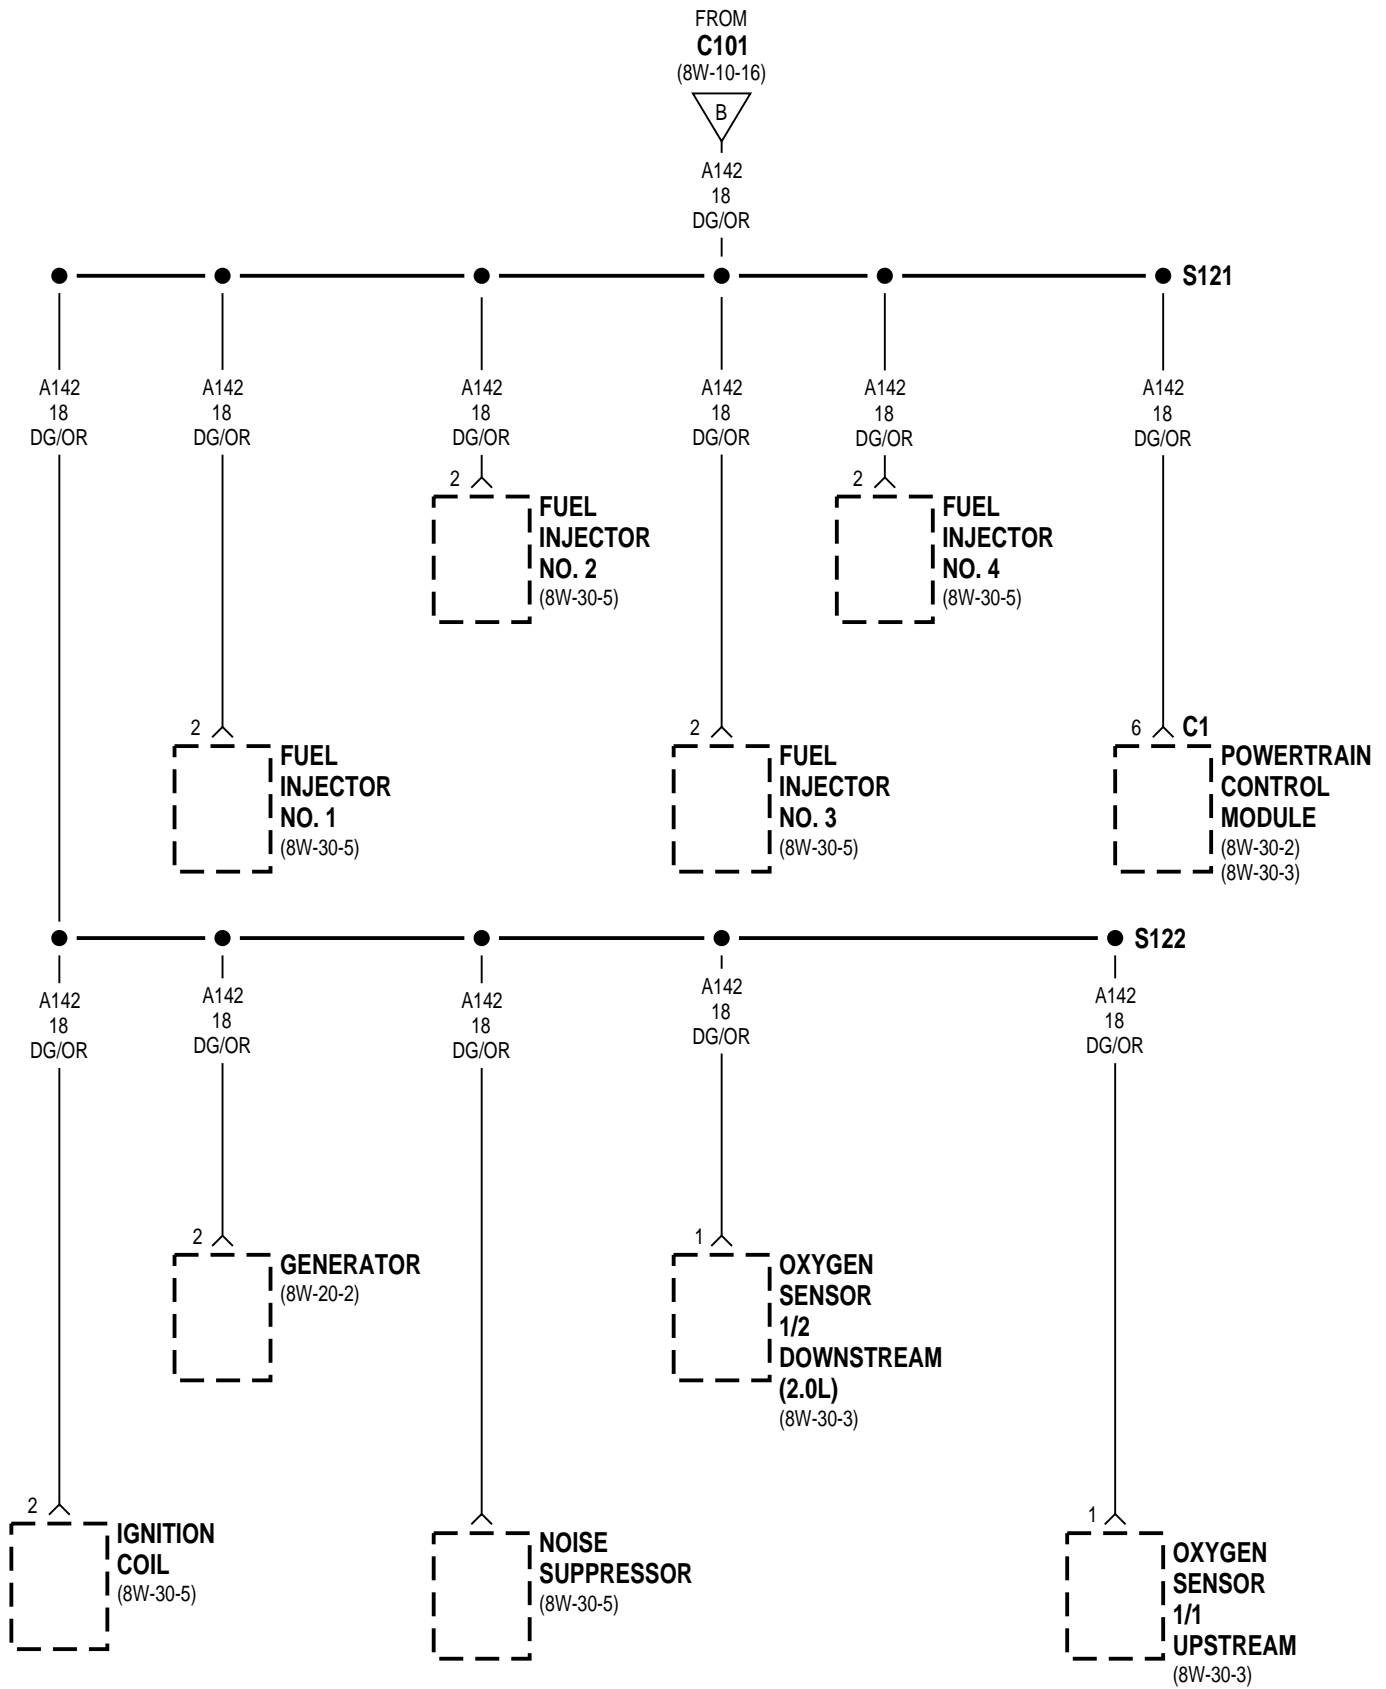 FROM
C101
(8W-10-16)
B
A142
18
DG/OR
S121
A142
18
DG/OR
A142
18
DG/OR
A142
18
DG/OR
A142
18
DG/OR
A142
18
DG/OR
A142
18
DG/OR
2
FUEL
INJECTOR
NO. 2
(8W-30-5)
2
FUEL
INJECTOR
NO. 4
(8W-30-5)
2
FUEL
INJECTOR
NO. 1
(8W-30-5)
2
FUEL
INJECTOR
NO. 3
(8W-30-5)
6 C1
POWERTRAIN
CONTROL
MODULE
(8W-30-2)
(8W-30-3)
S122
A142
18
DG/OR
A142
18
DG/OR
A142
18
DG/OR
A142
18
DG/OR
A142
18
DG/OR
2
GENERATOR
(8W-20-2)
1
OXYGEN
SENSOR
1/2
DOWNSTREAM
(2.0L)
(8W-30-3)
2
IGNITION
COIL
(8W-30-5)
NOISE
SUPPRESSOR
(8W-30-5)
1
OXYGEN
SENSOR
1/1
UPSTREAM
(8W-30-3)